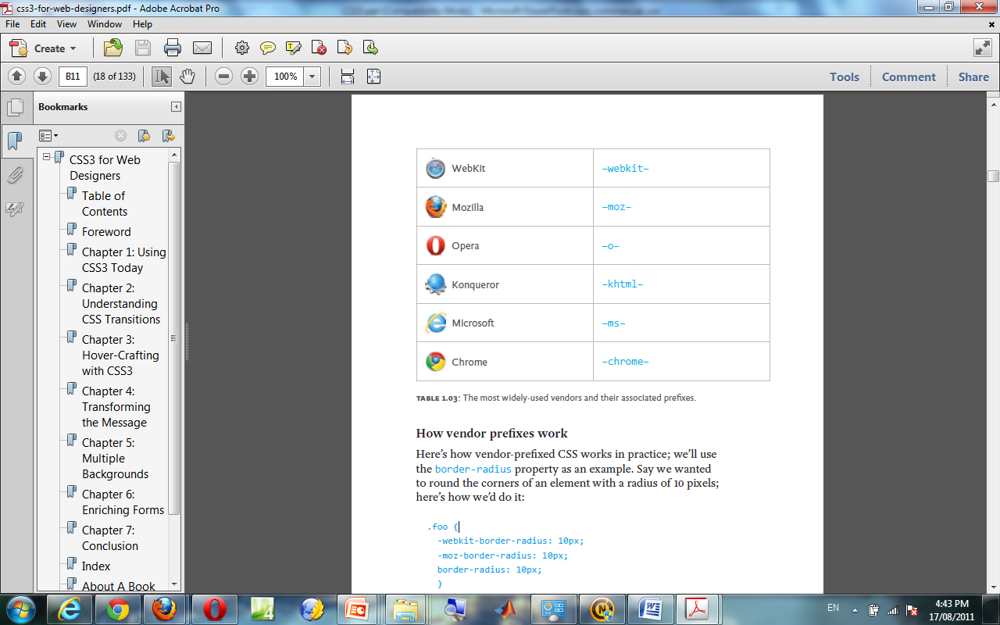 css3-for-web-designers.pdf - Adobe Acrobat Pro
File Edit View Window Help
Create
B11 (18 of 133) 100% Tools Comment Share
Bookmarks
CSS3 for Web
Designers
Table of
Contents
Foreword
Chapter 1: Using
CSS3 Today
Chapter 2:
Understanding
CSS Transitions
Chapter 3:
Hover-Crafting
with CSS3
Chapter 4:
Transforming
the Message
Chapter 5:
Multiple
Backgrounds
Chapter 6:
Enriching Forms
Chapter 7:
Conclusion
Index
About A Book
WebKit –webkit–
Mozilla –moz–
Opera –o–
Konqueror –khtml–
Microsoft –ms–
Chrome –chrome–
TABLE 1.03: The most widely-used vendors and their associated prefixes.
How vendor prefixes work
Here’s how vendor-prefixed CSS works in practice; we’ll use
the border-radius property as an example. Say we wanted
to round the corners of an element with a radius of 10 pixels;
here’s how we’d do it:
.foo {
-webkit-border-radius: 10px;
-moz-border-radius: 10px;
border-radius: 10px;
}
EN 4:43 PM
17/08/2011